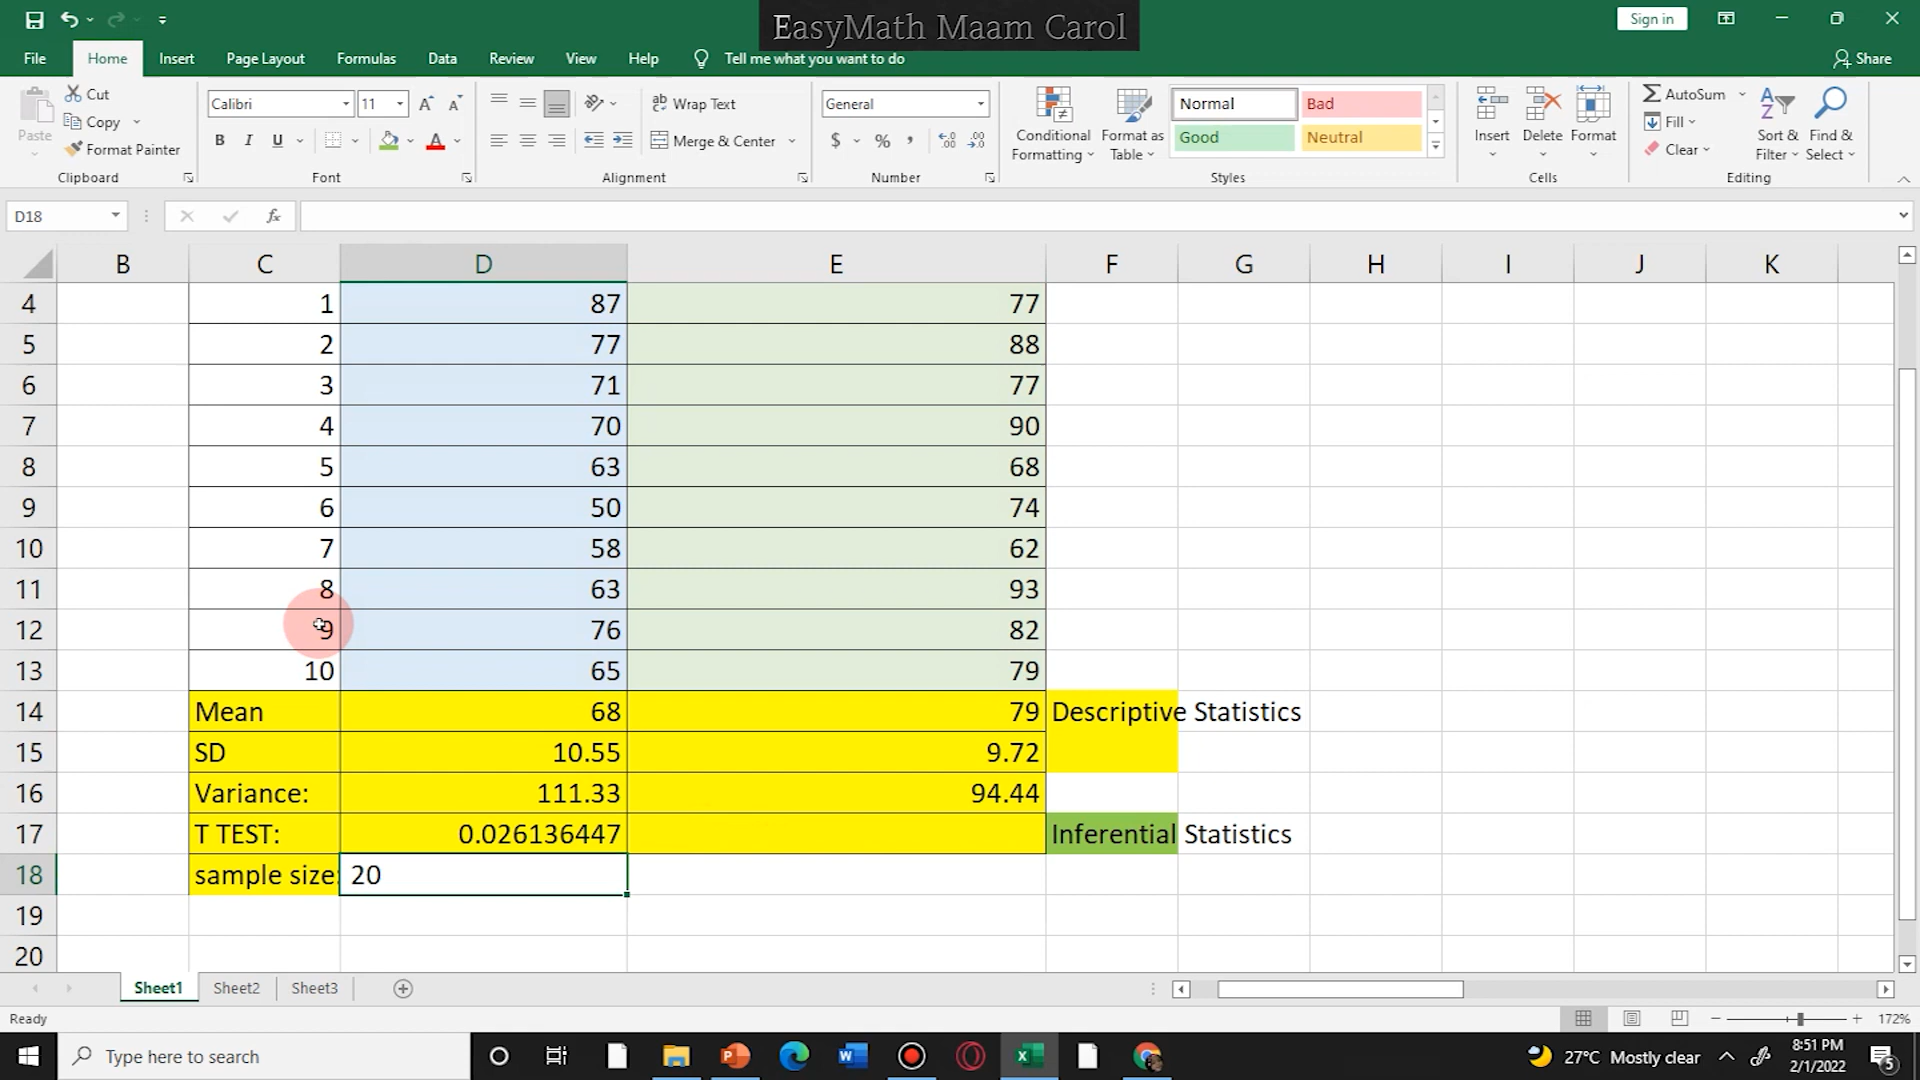 EasyMath Maam Carol
Sign in
File Home Insert Page Layout Formulas Data Review View Help Tell me what you want to do Share
Paste
Cut
Copy
Format Painter
Clipboard
Calibri 11
B I U
Font
Wrap Text
Merge & Center
Alignment
General
$ % ,
Number
Conditional Formatting
Format as Table
Normal Bad
Good Neutral
Styles
Insert Delete Format
Cells
AutoSum
Fill
Clear
Sort & Filter
Find & Select
Editing
D18 fx
B C D E F G H I J K
4 1 87 77
5 2 77 88
6 3 71 77
7 4 70 90
8 5 63 68
9 6 50 74
10 7 58 62
11 8 63 93
12 9 76 82
13 10 65 79
14 Mean 68 79 Descriptive Statistics
15 SD 10.55 9.72
16 Variance: 111.33 94.44
17 T TEST: 0.026136447 Inferential Statistics
18 sample size: 20
19
20
Sheet1 Sheet2 Sheet3
Ready 172%
Type here to search
27°C Mostly clear
8:51 PM
2/1/2022
5